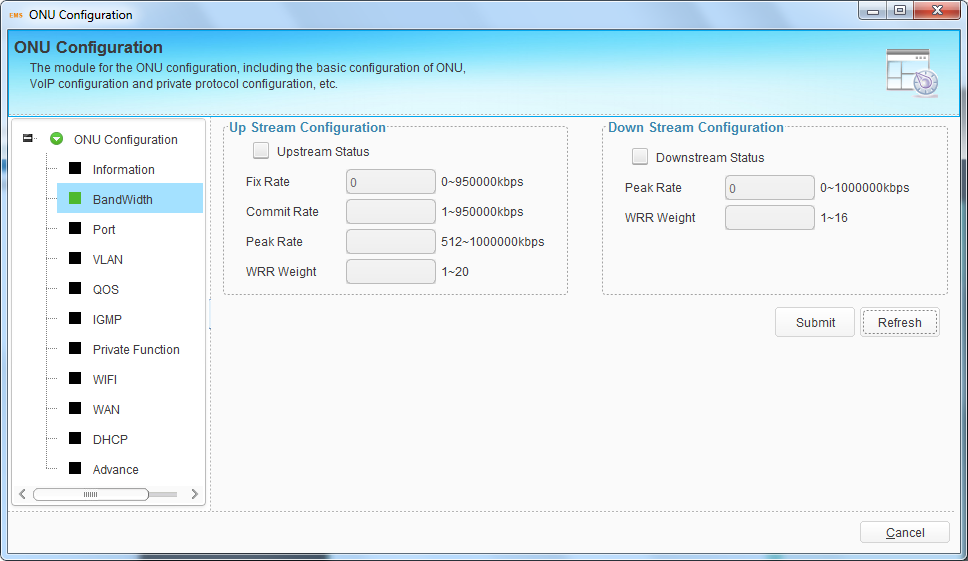 EMS ONU Configuration
ONU Configuration
The module for the ONU configuration, including the basic configuration of ONU,
VoIP configuration and private protocol configuration, etc.
ONU Configuration
Information
BandWidth
Port
VLAN
QOS
IGMP
Private Function
WIFI
WAN
DHCP
Advance
Up Stream Configuration
Upstream Status
Fix Rate 0 0~950000kbps
Commit Rate 1~950000kbps
Peak Rate 512~1000000kbps
WRR Weight 1~20
Down Stream Configuration
Downstream Status
Peak Rate 0 0~1000000kbps
WRR Weight 1~16
Submit Refresh
Cancel